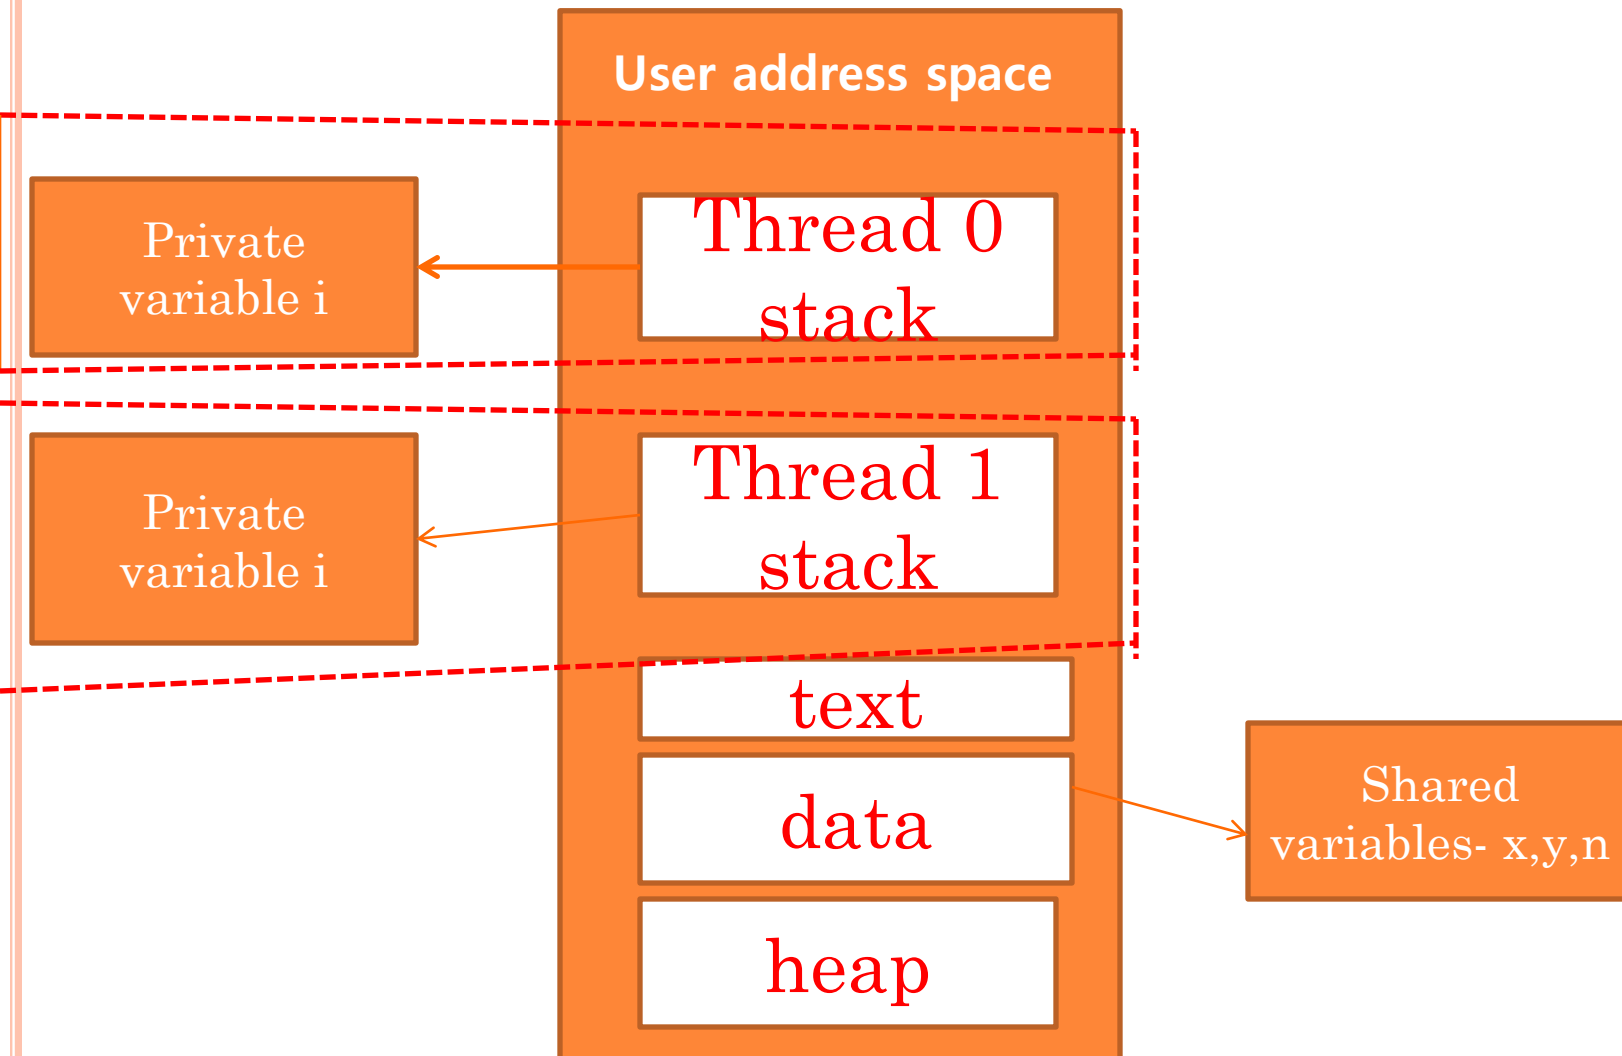 User address space
Private
variable i
Thread 0
stack
Private
variable i
Thread 1
stack
text
data
Shared
variables- x,y,n
heap